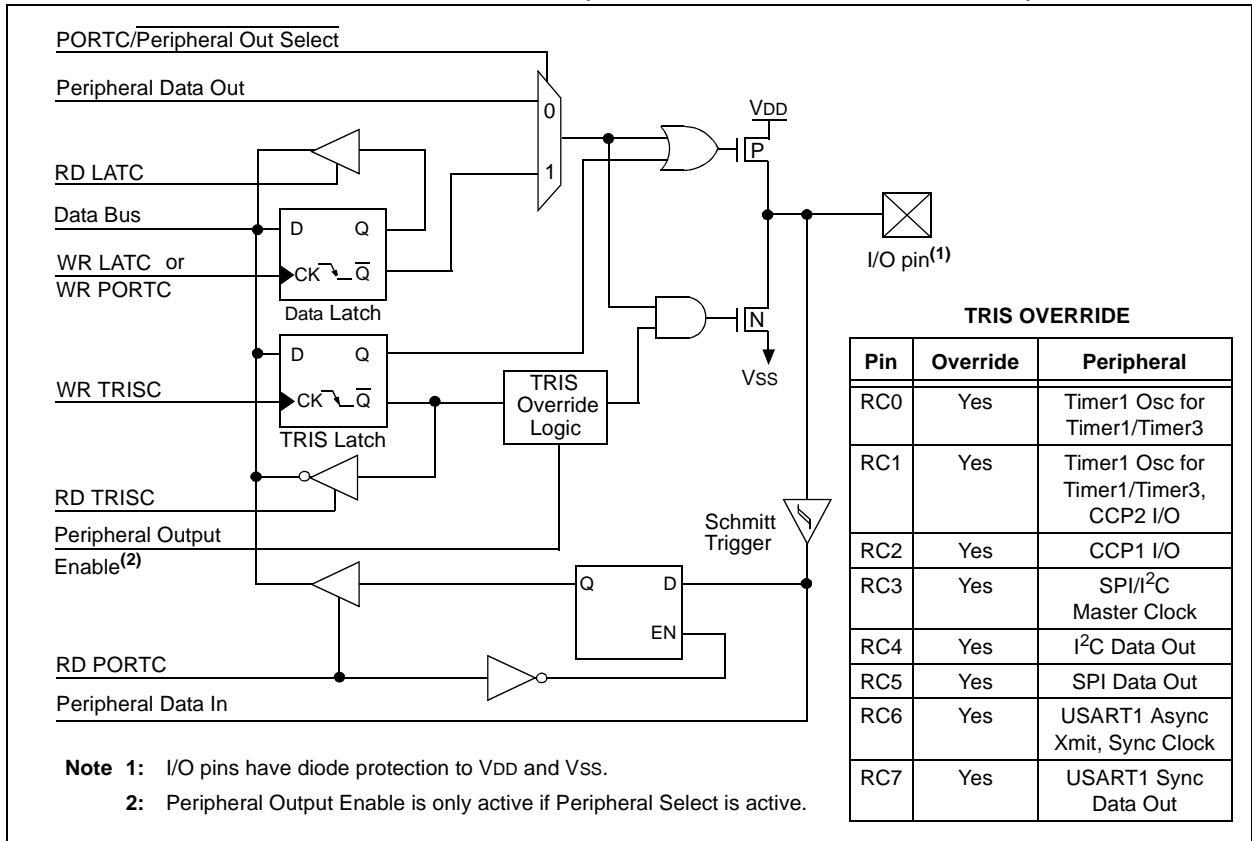 PORTC/Peripheral Out Select
Peripheral Data Out
0
1
VDD
P
RD LATC
Data Bus
D Q
WR LATC or
WR PORTC
CK Q
Data Latch
I/O pin(1)
N
VSS
D Q
WR TRISC
CK Q
TRIS Latch
TRIS
Override
Logic
RD TRISC
Peripheral Output
Enable(2)
Schmitt
Trigger
Q D
EN
RD PORTC
Peripheral Data In
TRIS OVERRIDE
Pin Override Peripheral
RC0 Yes Timer1 Osc for
Timer1/Timer3
RC1 Yes Timer1 Osc for
Timer1/Timer3,
CCP2 I/O
RC2 Yes CCP1 I/O
RC3 Yes SPI/I2C
Master Clock
RC4 Yes I2C Data Out
RC5 Yes SPI Data Out
RC6 Yes USART1 Async
Xmit, Sync Clock
RC7 Yes USART1 Sync
Data Out
Note 1: I/O pins have diode protection to VDD and VSS.
2: Peripheral Output Enable is only active if Peripheral Select is active.